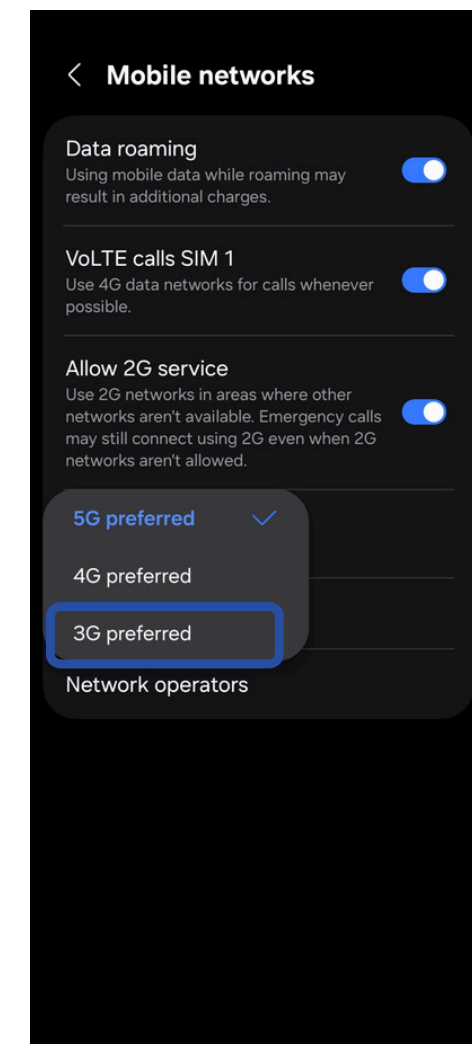 Mobile networks
Data roaming
Using mobile data while roaming may
result in additional charges.
VoLTE calls SIM 1
Use 4G data networks for calls whenever
possible.
Allow 2G service
Use 2G networks in areas where other
networks aren't available. Emergency calls
may still connect using 2G even when 2G
networks aren't allowed.
5G preferred
4G preferred
3G preferred
Network operators